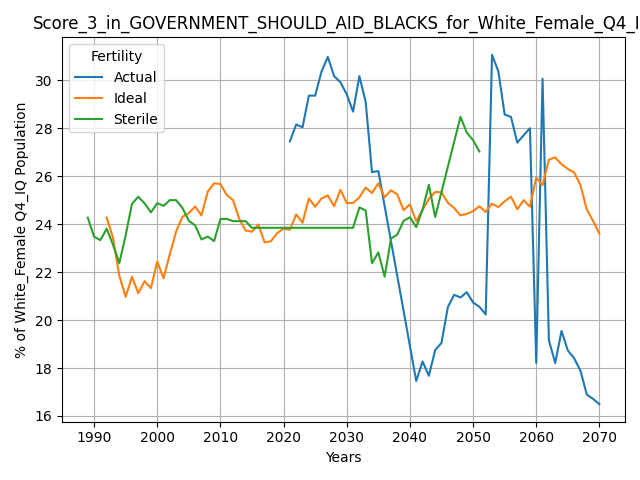 Score_3_in_GOVERNMENT_SHOULD_AID_BLACKS_for_White_Female_Q4_I
Fertility
Actual
Ideal
Sterile
30
28
26
24
22
20
18
16
% of White_Female Q4_IQ Population
1990 2000 2010 2020 2030 2040 2050 2060 2070
Years